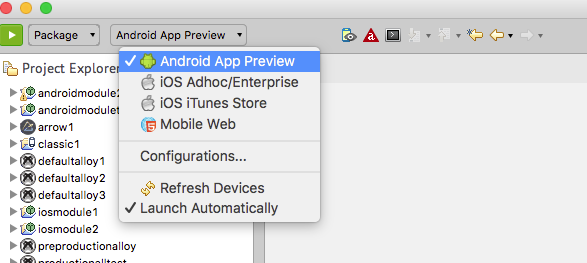 Package
Android App Preview
Android App Preview
iOS Adhoc/Enterprise
iOS iTunes Store
Mobile Web
Configurations...
Refresh Devices
Launch Automatically
Project Explorer
androidmodule2
androidmodulet
arrow1
classic1
defaultalloy1
defaultalloy2
defaultalloy3
iosmodule1
iosmodule2
preproductionalloy
productiontest